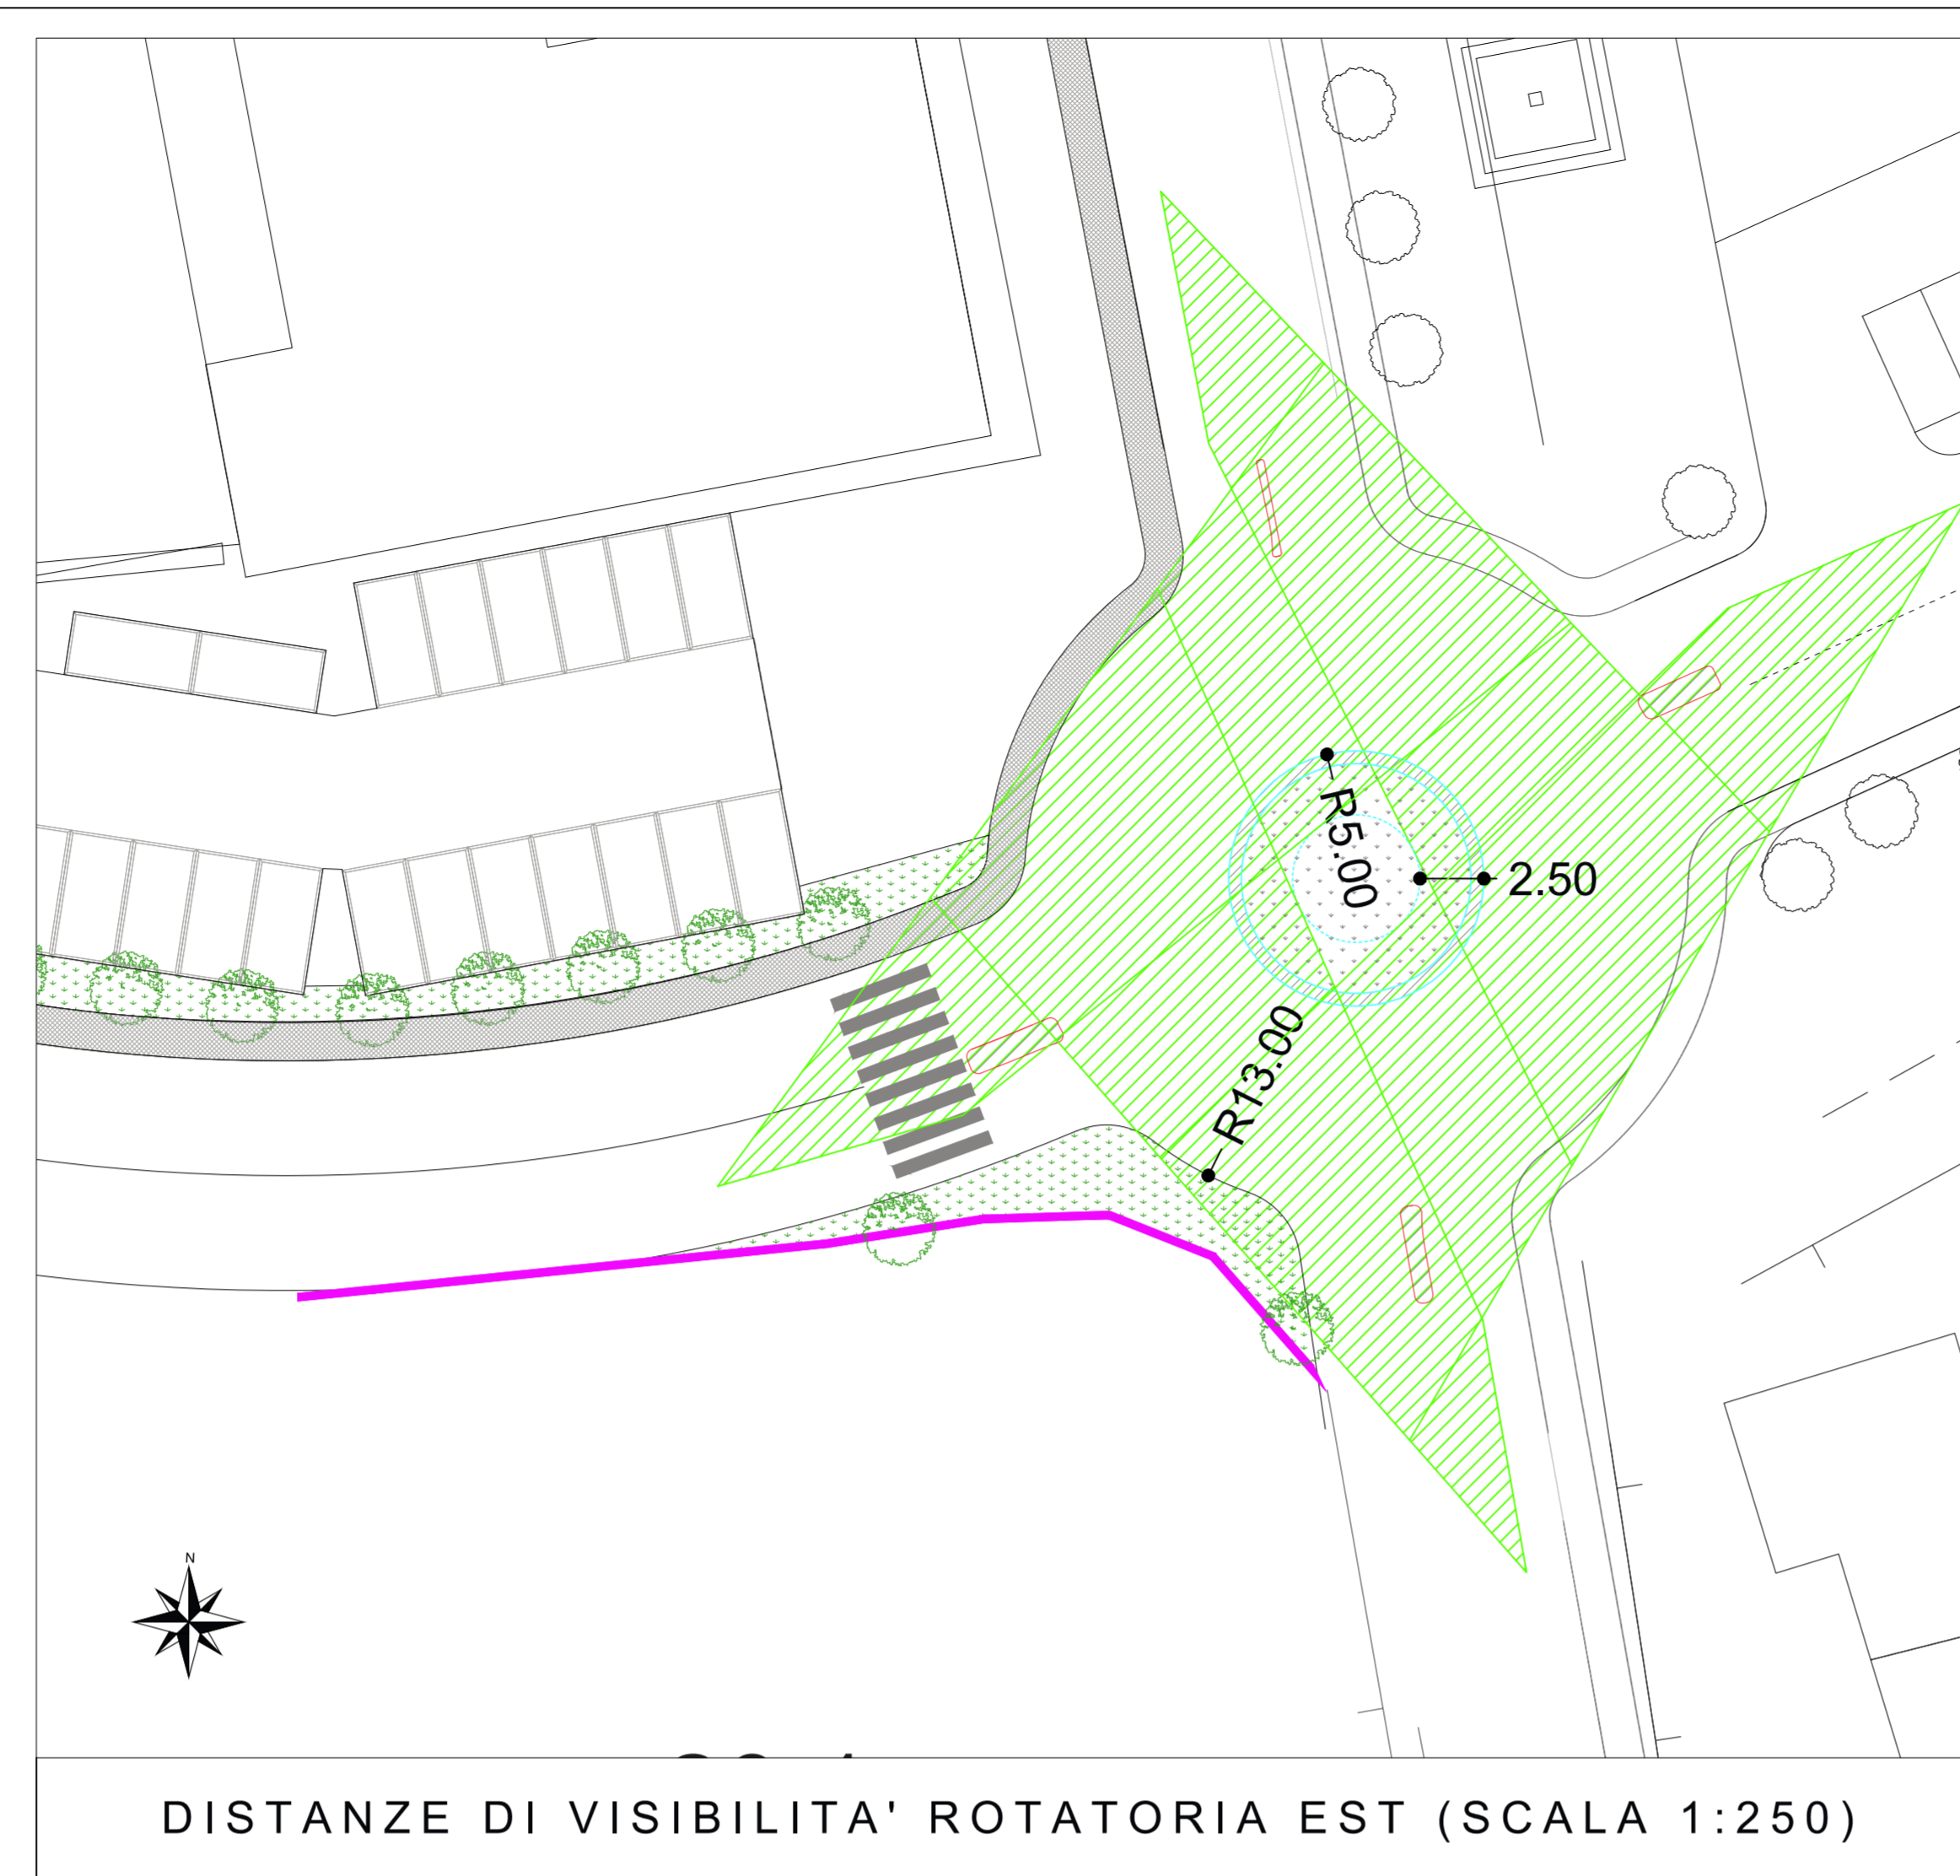 R5.00
2.50
R13.00
N
DISTANZE DI VISIBILITA' ROTATORIA EST (SCALA 1:250)